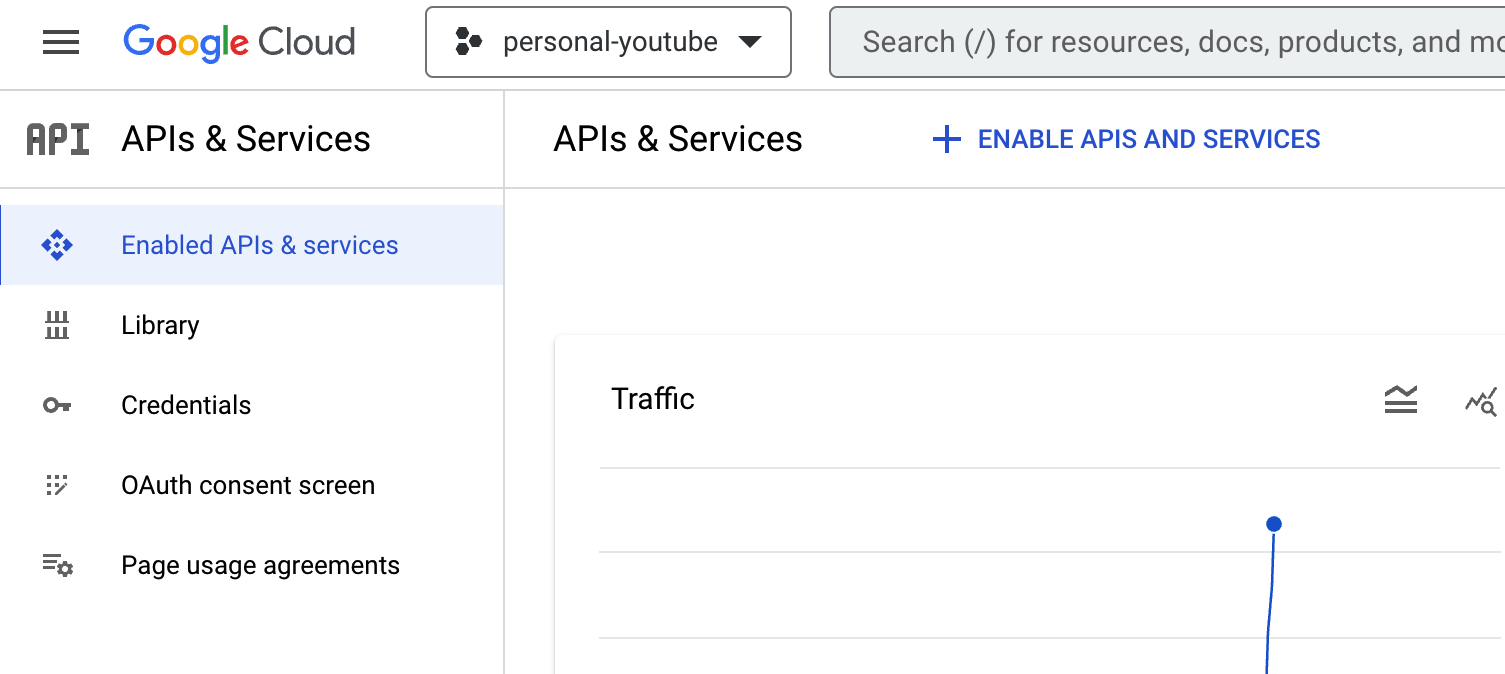 Google Cloud
personal-youtube
Search (/) for resources, docs, products, and mo
API
APIs & Services
APIs & Services
ENABLE APIS AND SERVICES
Enabled APIs & services
Library
Credentials
OAuth consent screen
Page usage agreements
Traffic